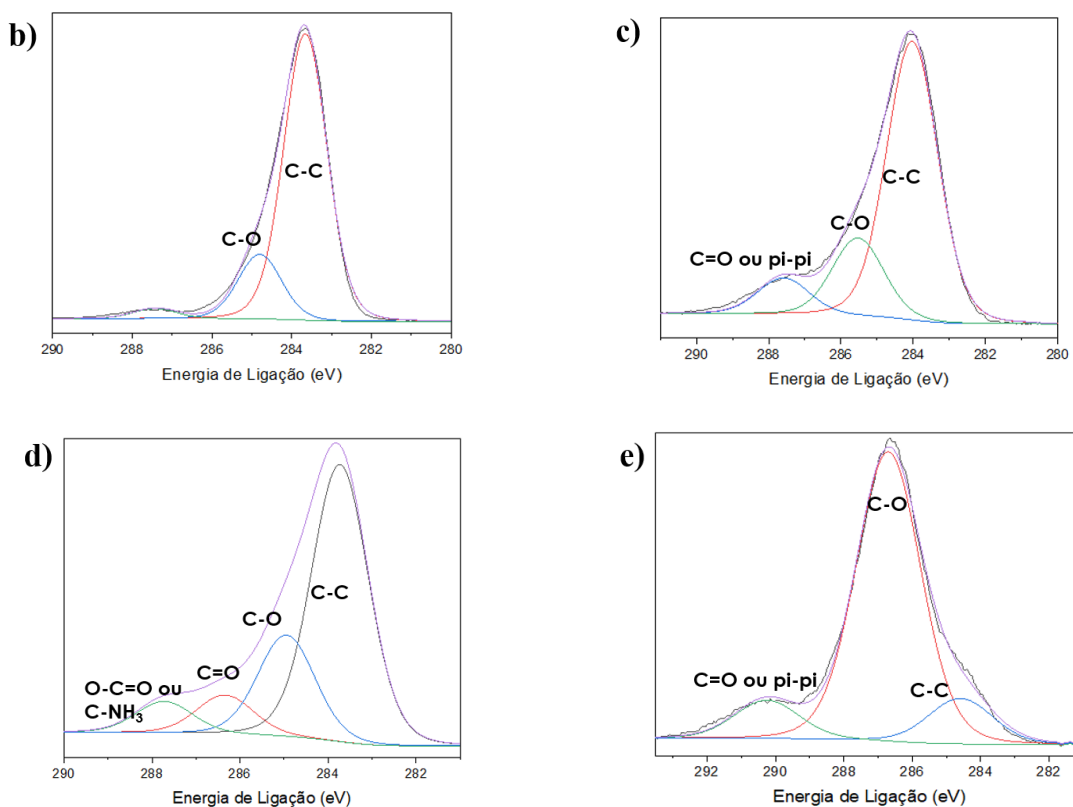 b)
C-C
C-O
290 288 286 284 282 280
Energia de Ligação (eV)
c)
C-C
C-O
C=O ou pi-pi
290 288 286 284 282 280
Energia de Ligação (eV)
d)
C-C
C-O
C=O
O-C=O ou
C-NH₃
290 288 286 284 282
Energia de Ligação (eV)
e)
C-O
C=O ou pi-pi
C-C
292 290 288 286 284 282
Energia de Ligação (eV)